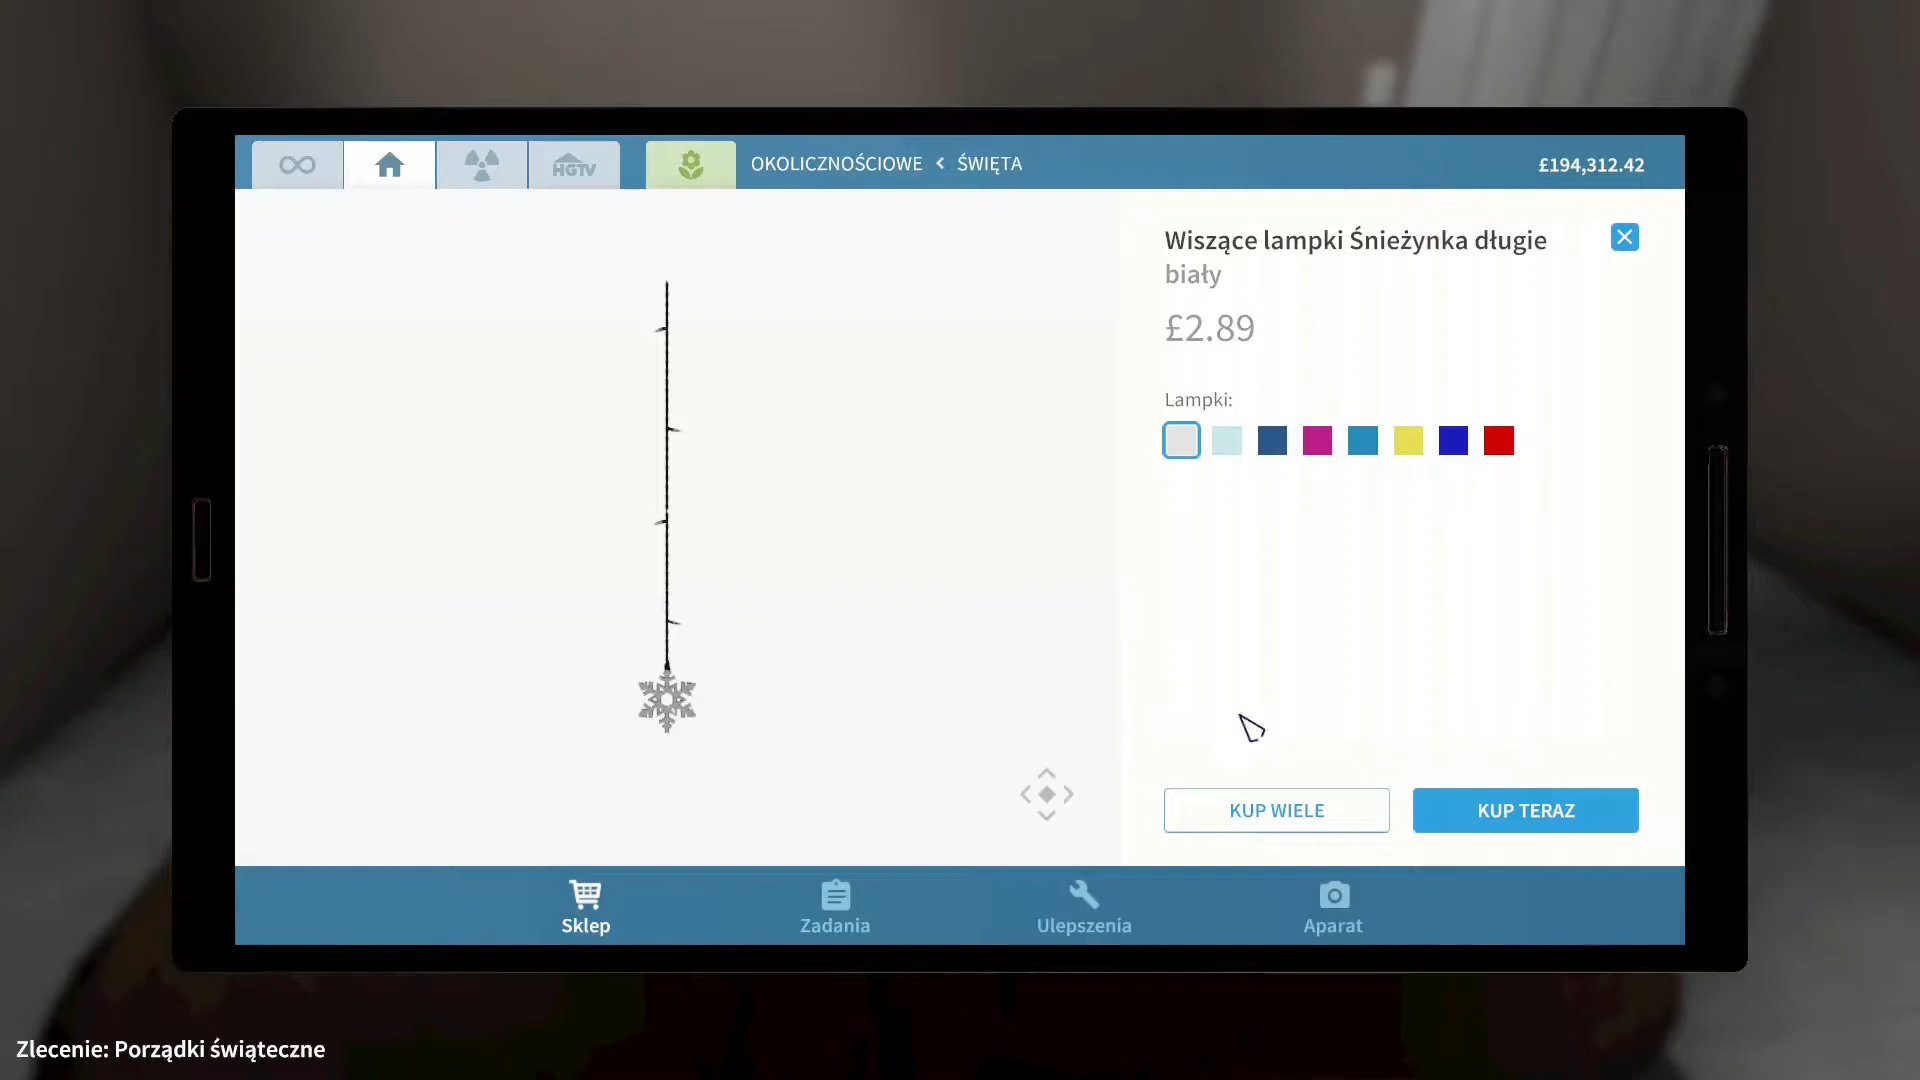 HGTV
OKOLICZNOŚCIOWE < ŚWIĘTA
£194,312.42
Wiszące lampki Śnieżynka długie
biały
£2.89
Lampki:
KUP WIELE
KUP TERAZ
Sklep
Zadania
Ulepszenia
Aparat
Zlecenie: Porządki świąteczne